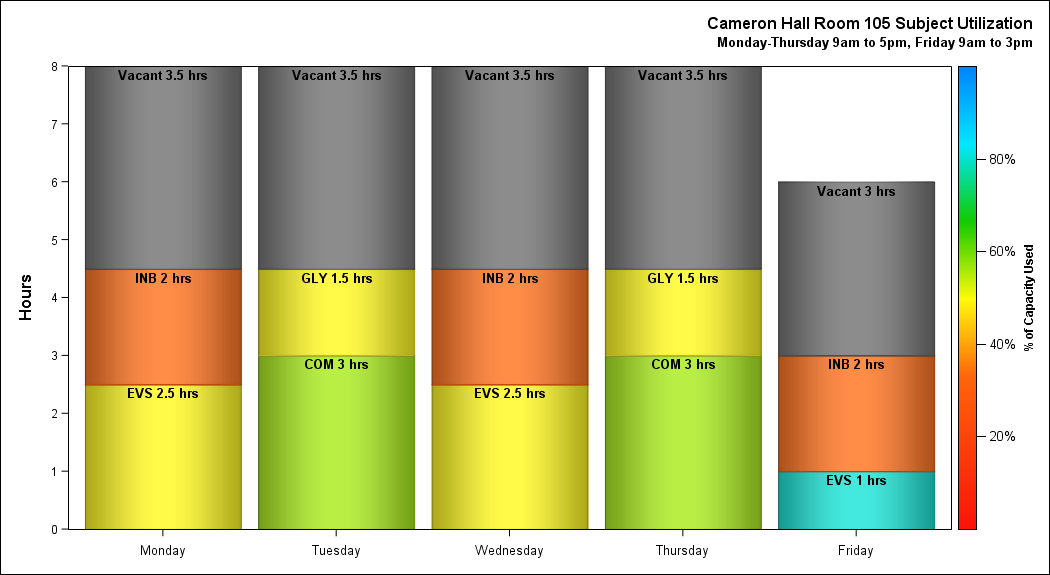 Cameron Hall Room 105 Subject Utilization
Monday-Thursday 9am to 5pm, Friday 9am to 3pm
Hours
8
7
6
5
4
3
2
1
0
Vacant 3.5 hrs
INB 2 hrs
EVS 2.5 hrs
Monday
Vacant 3.5 hrs
GLY 1.5 hrs
COM 3 hrs
Tuesday
Vacant 3.5 hrs
INB 2 hrs
EVS 2.5 hrs
Wednesday
Vacant 3.5 hrs
GLY 1.5 hrs
COM 3 hrs
Thursday
Vacant 3 hrs
INB 2 hrs
EVS 1 hrs
Friday
80%
60%
40%
20%
% of Capacity Used